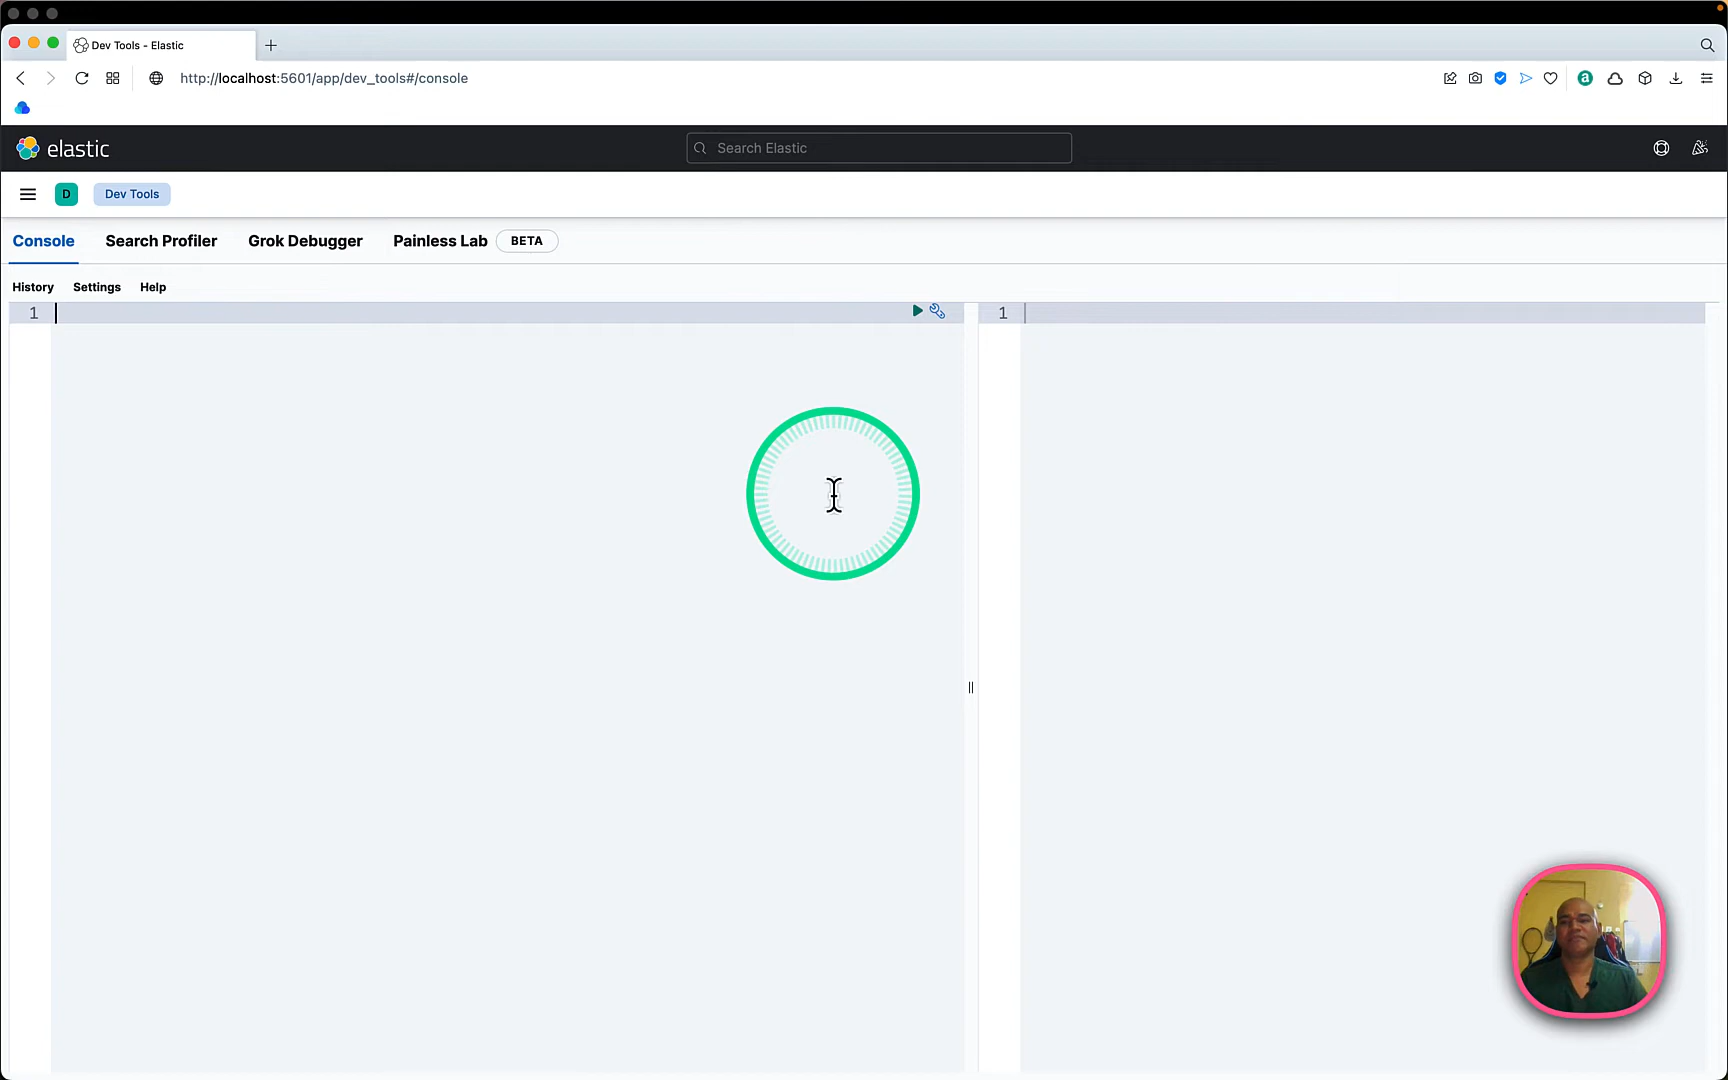 Dev Tools - Elastic
http://localhost:5601/app/dev_tools#/console
a
elastic
Search Elastic
D
Dev Tools
Console
Search Profiler
Grok Debugger
Painless Lab
BETA
History
Settings
Help
1
1